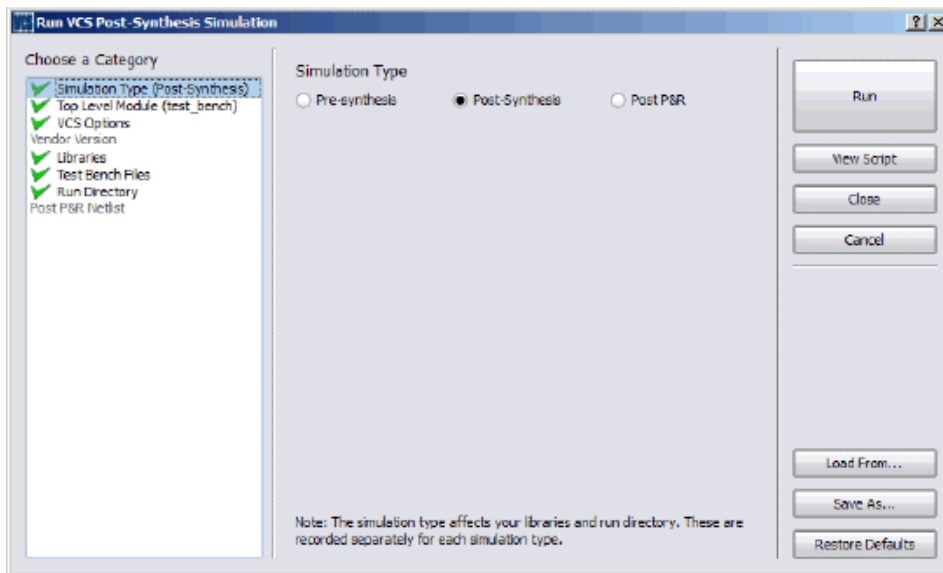 Run VCS Post-Synthesis Simulation
Choose a Category
Simulation Type (Post-Synthesis)
Top Level Module (test_bench)
VCS Options
Vendor Version
Libraries
Test Bench Files
Run Directory
Post P&R Netlist
Simulation Type
Pre-synthesis
Post-Synthesis
Post P&R
Note: The simulation type affects your libraries and run directory. These are
recorded separately for each simulation type.
Run
View Script
Close
Cancel
Load From...
Save As...
Restore Defaults